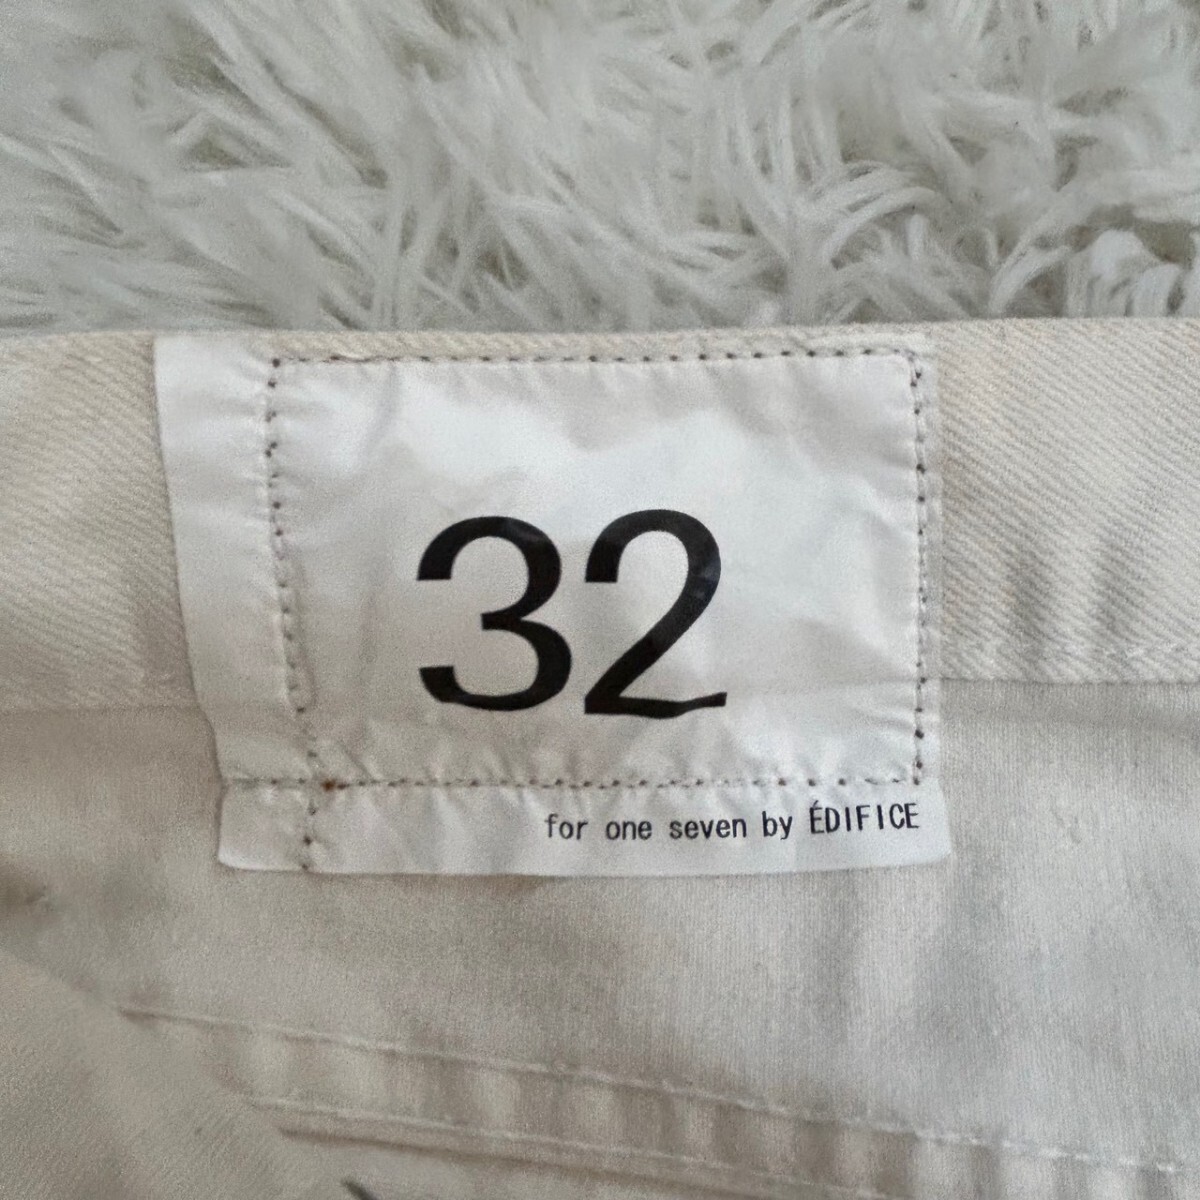 32
for one seven by ÉDIFICE